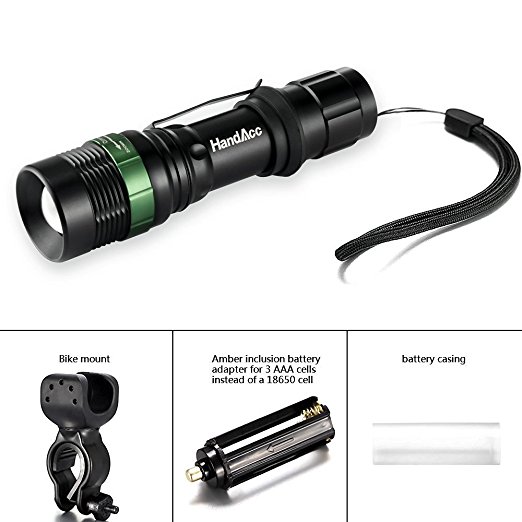 HandAcc
Bike mount
Amber inclusion battery
adapter for 3 AAA cells
instead of a 18650 cell
battery casing